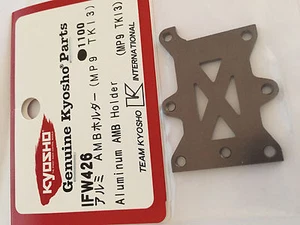 KYOSHO
Genuine Kyosho Parts
IFW426 ●1100
アルミ AMBホルダー(MP9 TKI3)
Aluminum AMB Holder (MP9 TKI3)
TEAM KYOSHO K INTERNATIONAL